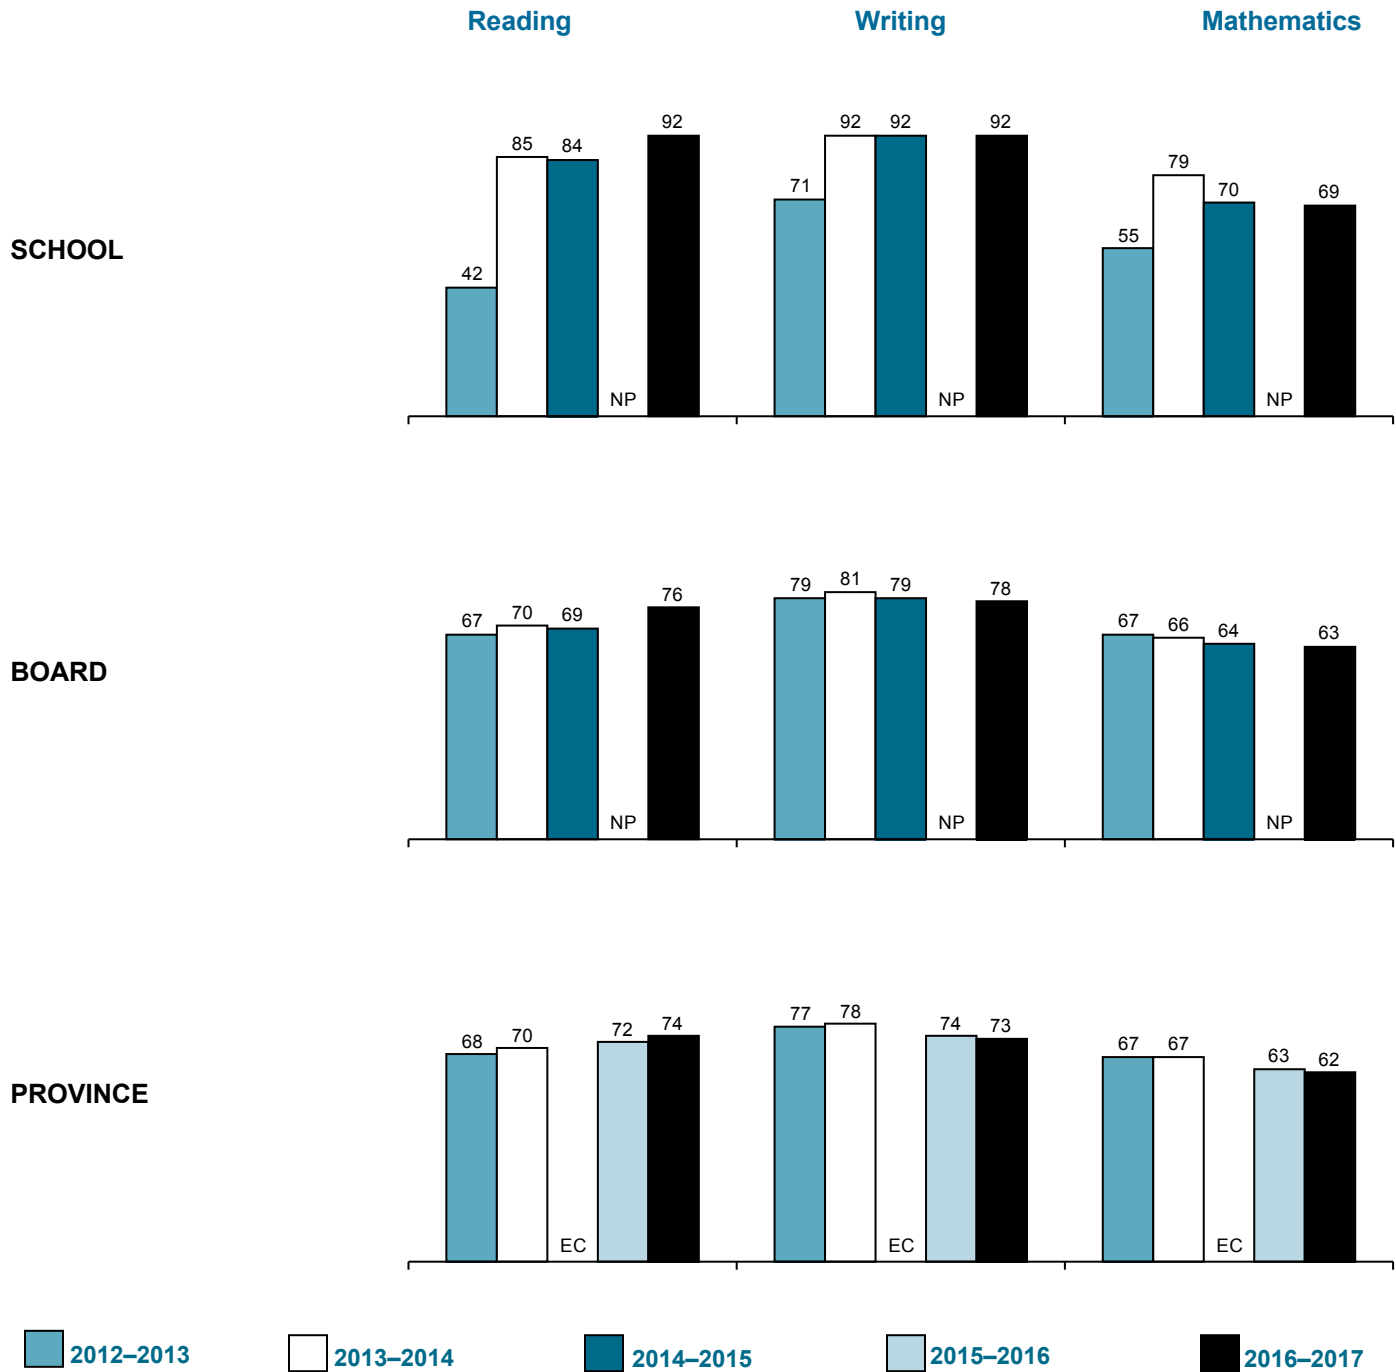 Reading Writing Mathematics
SCHOOL
42 85 84 NP 92
71 92 92 NP 92
55 79 70 NP 69
BOARD
67 70 69 NP 76
79 81 79 NP 78
67 66 64 NP 63
PROVINCE
68 70 EC 72 74
77 78 EC 74 73
67 67 EC 63 62
2012–2013 2013–2014 2014–2015 2015–2016 2016–2017